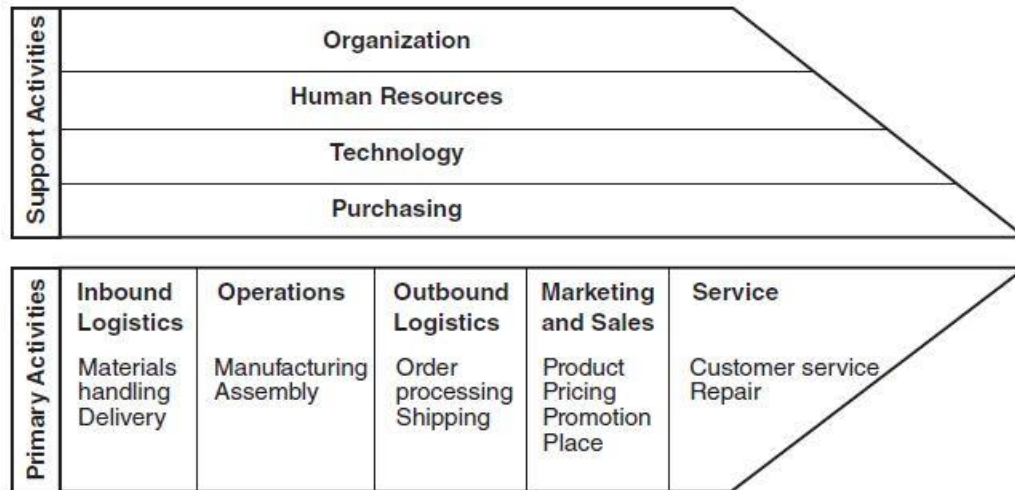 Support Activities
Organization
Human Resources
Technology
Purchasing
Primary Activities
Inbound
Logistics
Materials
handling
Delivery
Operations
Manufacturing
Assembly
Outbound
Logistics
Order
processing
Shipping
Marketing
and Sales
Product
Pricing
Promotion
Place
Service
Customer service
Repair